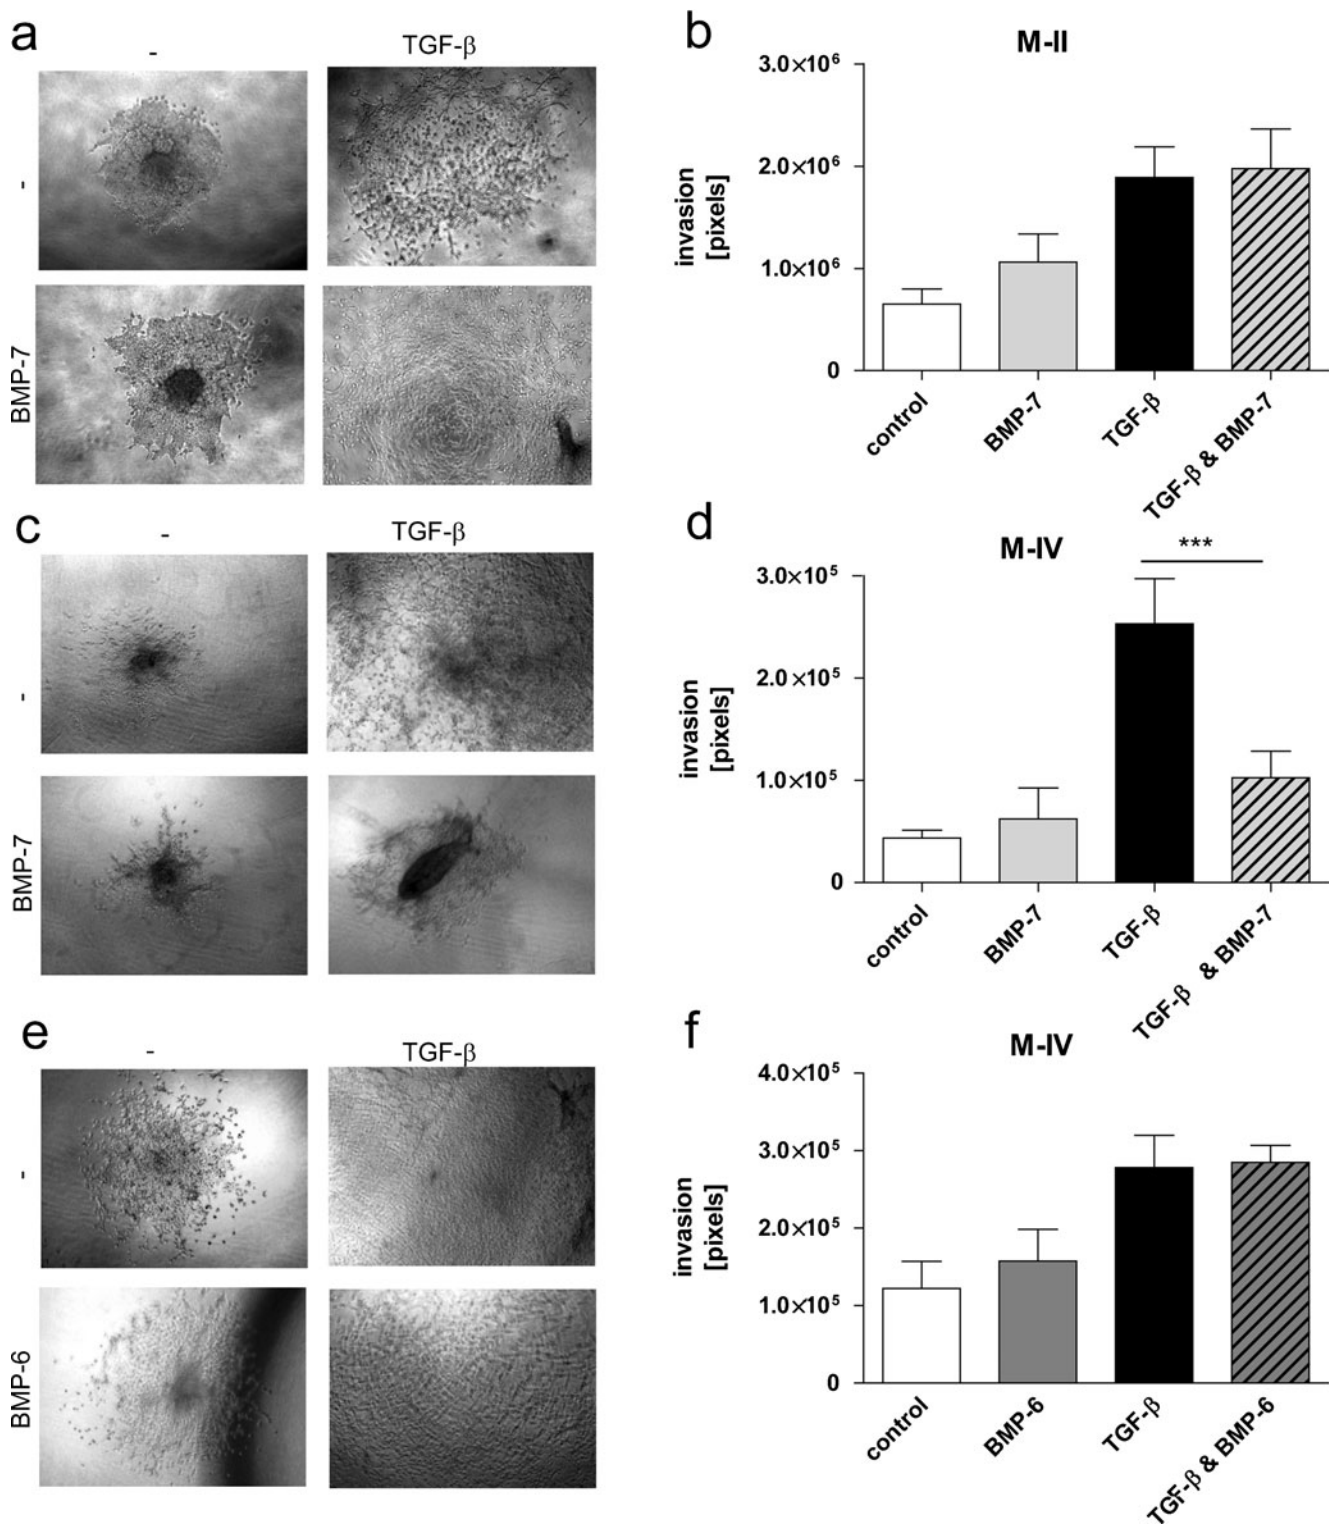 a
-
TGF-β
-
BMP-7
b
M-II
invasion
[pixels]
3.0×10⁶
2.0×10⁶
1.0×10⁶
0
control
BMP-7
TGF-β
TGF-β & BMP-7
c
-
TGF-β
-
BMP-7
d
M-IV
***
invasion
[pixels]
3.0×10⁵
2.0×10⁵
1.0×10⁵
0
control
BMP-7
TGF-β
TGF-β & BMP-7
e
-
TGF-β
-
BMP-6
f
M-IV
invasion
[pixels]
4.0×10⁵
3.0×10⁵
2.0×10⁵
1.0×10⁵
0
control
BMP-6
TGF-β
TGF-β & BMP-6